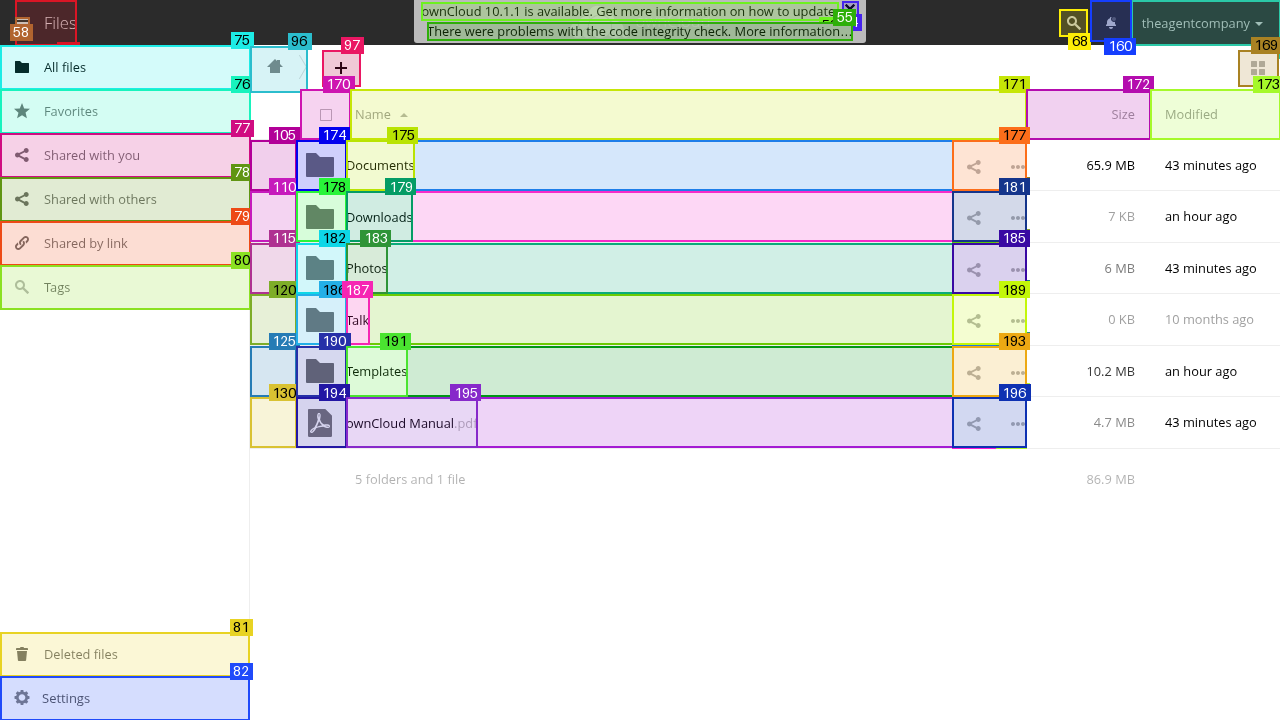 ownCloud 10.1.1 is available. Get more information on how to update
There were problems with the code integrity check. More information…
Files
theagentcompany
58
55
68
160
75
96
97
169
All files
76
170
171
172
173
Favorites
Name
Size
Modified
77
105
174
175
177
Shared with you
Documents
65.9 MB
43 minutes ago
78
110
178
179
181
Shared with others
Downloads
7 KB
an hour ago
79
115
182
183
185
Shared by link
Photos
6 MB
43 minutes ago
80
120
186
187
189
Tags
Talk
0 KB
10 months ago
125
190
191
193
Templates
10.2 MB
an hour ago
130
194
195
196
ownCloud Manual.pdf
4.7 MB
43 minutes ago
5 folders and 1 file
86.9 MB
81
Deleted files
82
Settings